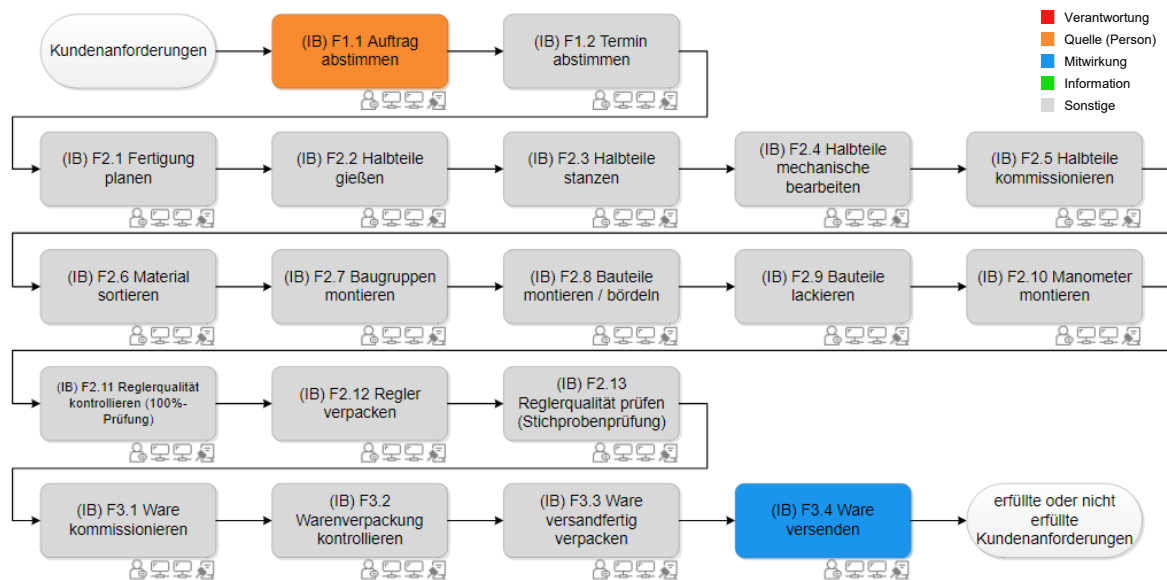 Kundenanforderungen
(IB) F1.1 Auftrag
abstimmen
(IB) F1.2 Termin
abstimmen
Verantwortung
Quelle (Person)
Mitwirkung
Information
Sonstige
(IB) F2.1 Fertigung
planen
(IB) F2.2 Halbteile
gießen
(IB) F2.3 Halbteile
stanzen
(IB) F2.4 Halbteile
mechanische
bearbeiten
(IB) F2.5 Halbteile
kommissionieren
(IB) F2.6 Material
sortieren
(IB) F2.7 Baugruppen
montieren
(IB) F2.8 Bauteile
montieren / bördeln
(IB) F2.9 Bauteile
lackieren
(IB) F2.10 Manometer
montieren
(IB) F2.11 Reglerqualität
kontrollieren (100%-
Prüfung)
(IB) F2.12 Regler
verpacken
(IB) F2.13
Reglerqualität prüfen
(Stichprobenprüfung)
(IB) F3.1 Ware
kommissionieren
(IB) F3.2
Warenverpackung
kontrollieren
(IB) F3.3 Ware
versandfertig
verpacken
(IB) F3.4 Ware
versenden
erfüllte oder nicht
erfüllte
Kundenanforderungen